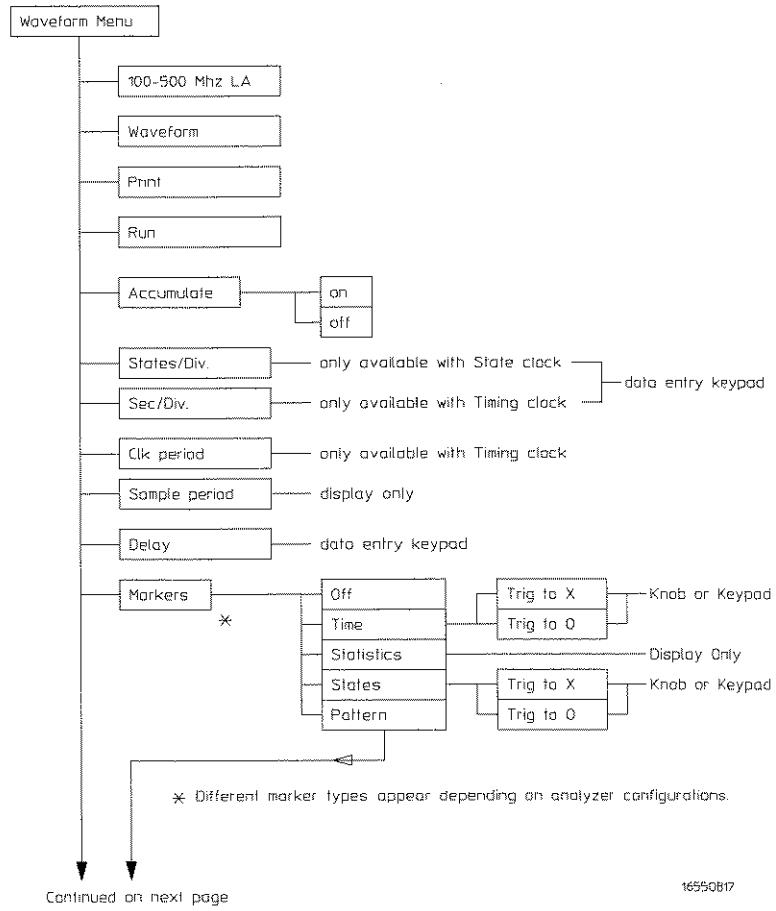 Waveform Menu
100-500 Mhz LA
Waveform
Print
Run
Accumulate
on
off
States/Div.
only available with State clock
data entry keypad
Sec/Div.
only available with Timing clock
Clk period
only available with Timing clock
Sample period
display only
Delay
data entry keypad
Markers
*
Off
Time
Statistics
States
Pattern
Trig to X
Trig to O
Knob or Keypad
Display Only
Trig to X
Trig to O
Knob or Keypad
* Different marker types appear depending on analyzer configurations.
Continued on next page
16550B17